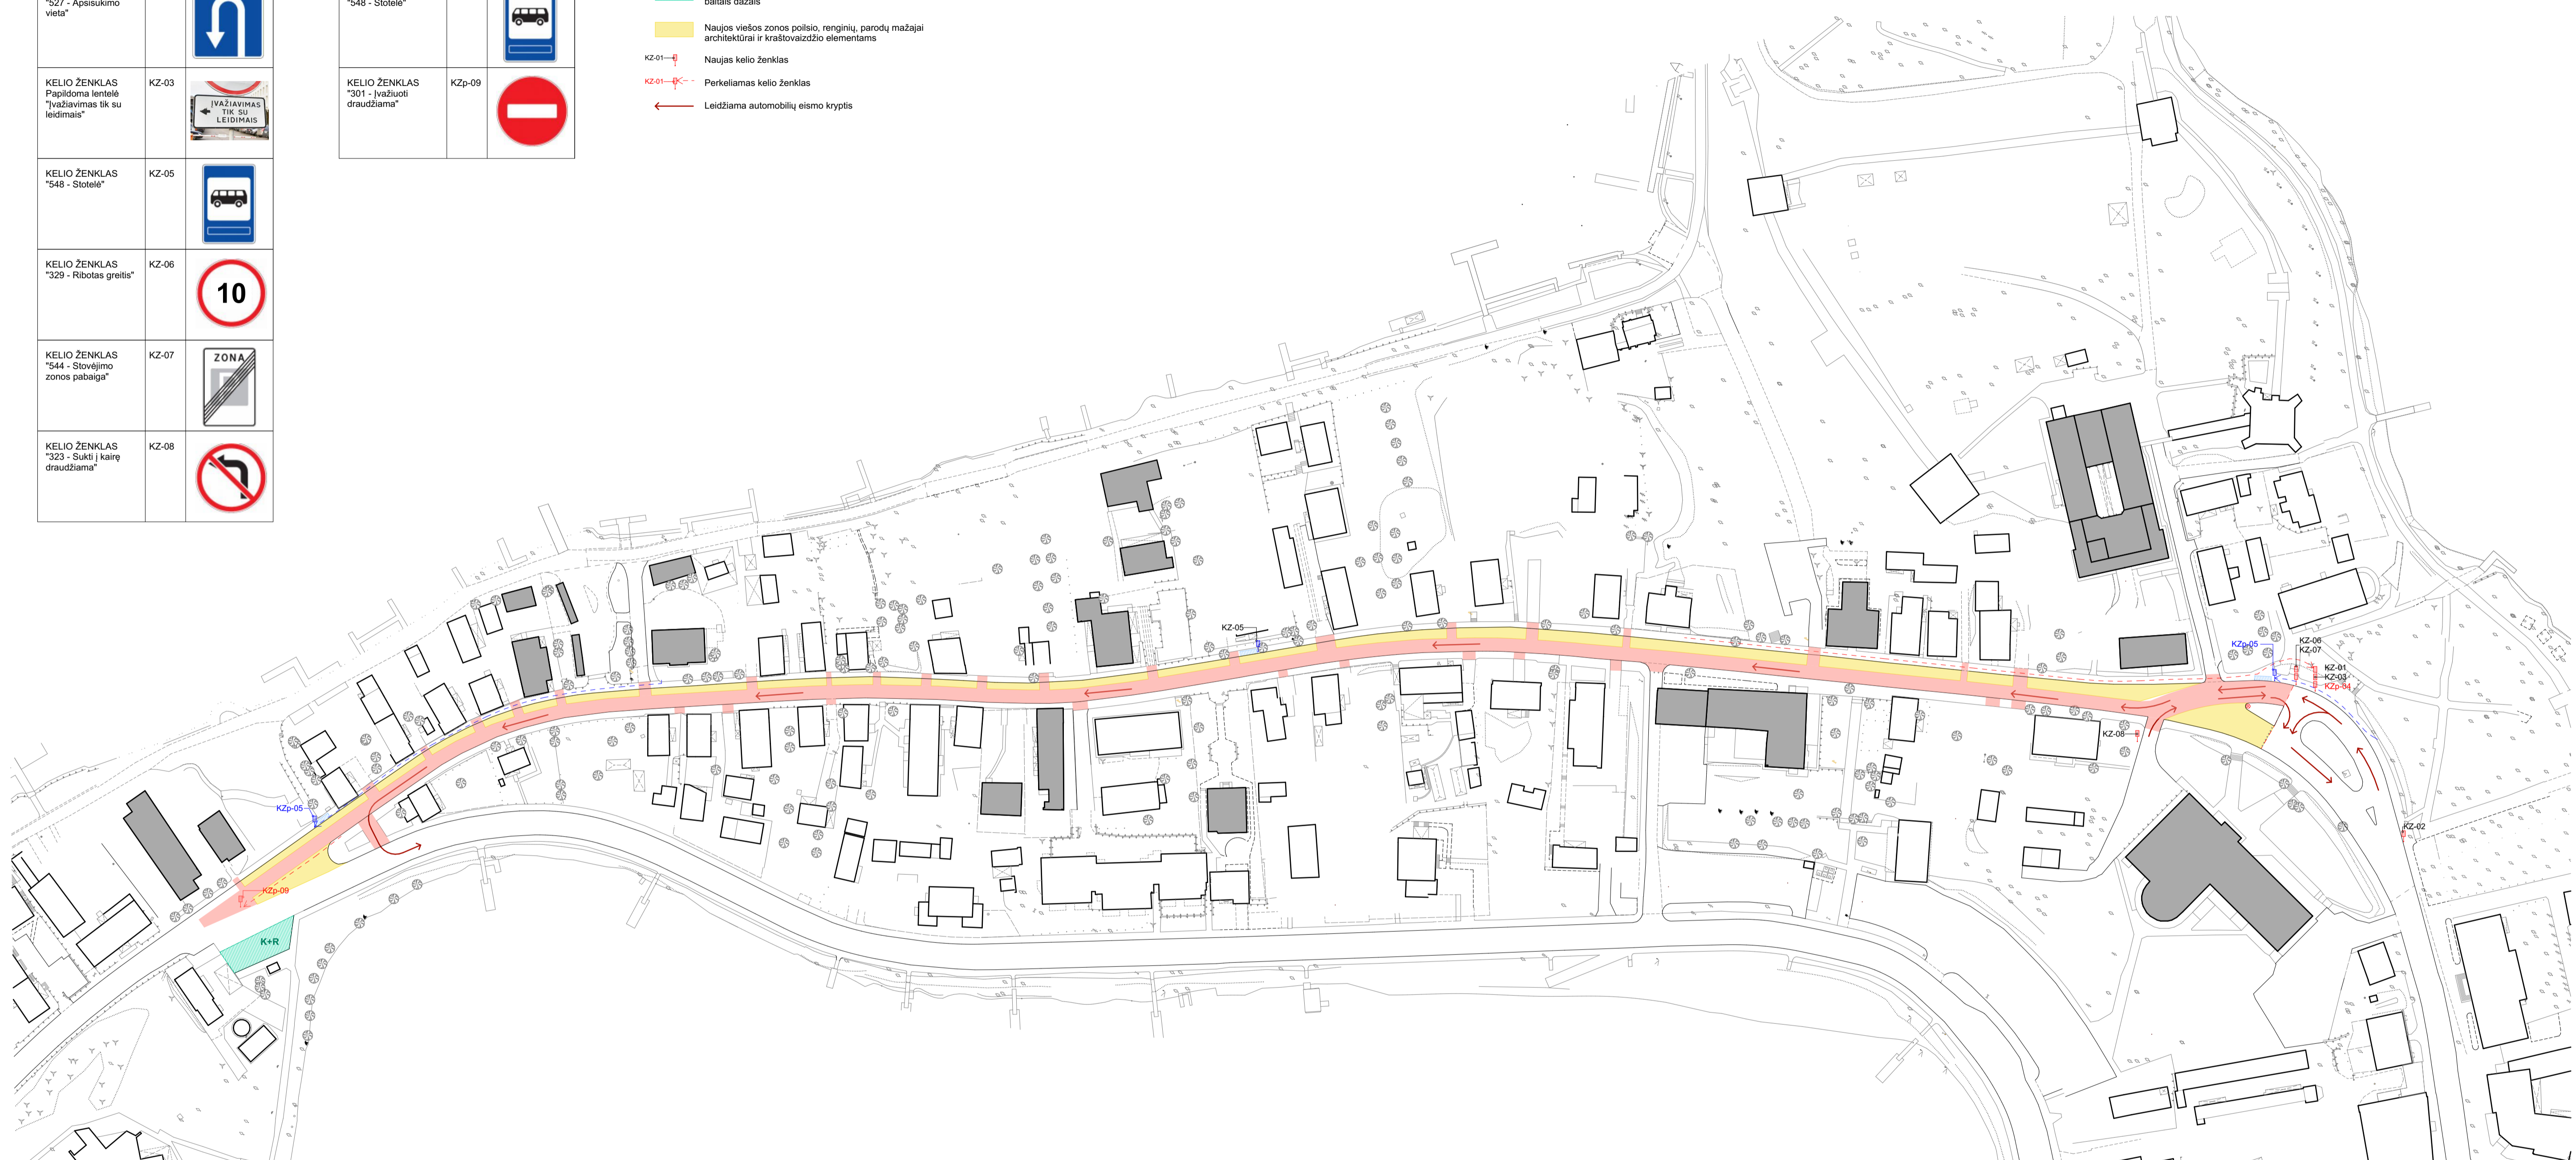 "527 - Apsisukimo
vieta"
KELIO ŽENKLAS
Papildoma lentelė
"Įvažiavimas tik su
leidimais"
KZ-03
ĮVAŽIAVIMAS
TIK SU
LEIDIMAIS
KELIO ŽENKLAS
"548 - Stotelė"
KZ-05
KELIO ŽENKLAS
"329 - Ribotas greitis"
KZ-06
10
KELIO ŽENKLAS
"544 - Stovėjimo
zonos pabaiga"
KZ-07
ZONA
KELIO ŽENKLAS
"323 - Sukti į kairę
draudžiama"
KZ-08
"548 - Stotelė"
KELIO ŽENKLAS
"301 - Įvažiuoti
draudžiama"
KZp-09
baltais dažais
Naujos viešos zonos poilsio, renginių, parodų mažajai
architektūrai ir kraštovaizdžio elementams
KZ-01
Naujas kelio ženklas
KZ-01
Perkeliamas kelio ženklas
Leidžiama automobilių eismo kryptis
KZ-05
KZp-05
KZ-06
KZ-07
KZ-01
KZ-03
KZp-04
KZ-08
KZp-05
KZ-02
KZp-09
K+R